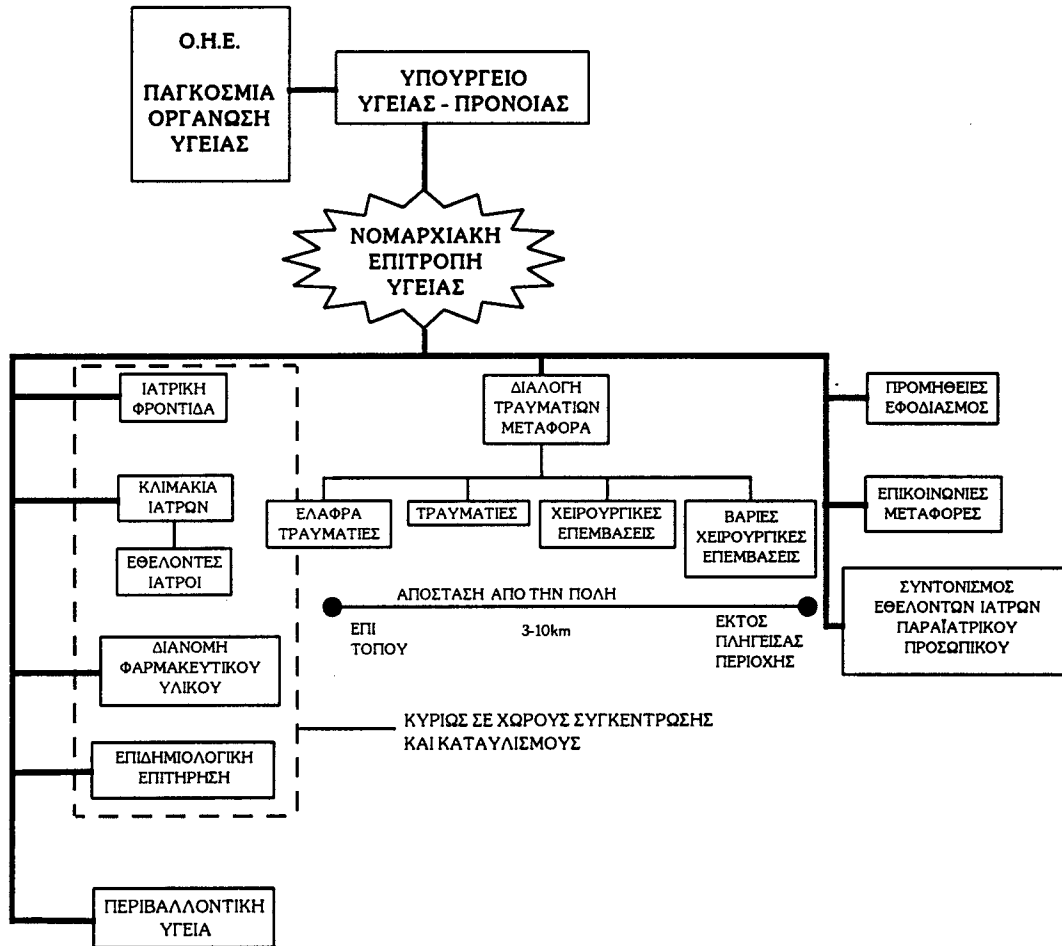 Ο.Η.Ε.
ΠΑΓΚΟΣΜΙΑ
ΟΡΓΑΝΩΣΗ
ΥΓΕΙΑΣ
ΥΠΟΥΡΓΕΙΟ
ΥΓΕΙΑΣ - ΠΡΟΝΟΙΑΣ
ΝΟΜΑΡΧΙΑΚΗ
ΕΠΙΤΡΟΠΗ
ΥΓΕΙΑΣ
ΙΑΤΡΙΚΗ
ΦΡΟΝΤΙΔΑ
ΚΛΙΜΑΚΙΑ
ΙΑΤΡΩΝ
ΕΘΕΛΟΝΤΕΣ
ΙΑΤΡΟΙ
ΔΙΑΝΟΜΗ
ΦΑΡΜΑΚΕΥΤΙΚΟΥ
ΥΛΙΚΟΥ
ΕΠΙΔΗΜΙΟΛΟΓΙΚΗ
ΕΠΙΤΗΡΗΣΗ
ΠΕΡΙΒΑΛΛΟΝΤΙΚΗ
ΥΓΕΙΑ
ΔΙΑΛΟΓΗ
ΤΡΑΥΜΑΤΙΩΝ
ΜΕΤΑΦΟΡΑ
ΕΛΑΦΡΑ
ΤΡΑΥΜΑΤΙΕΣ
ΤΡΑΥΜΑΤΙΕΣ
ΧΕΙΡΟΥΡΓΙΚΕΣ
ΕΠΕΜΒΑΣΕΙΣ
ΒΑΡΙΕΣ
ΧΕΙΡΟΥΡΓΙΚΕΣ
ΕΠΕΜΒΑΣΕΙΣ
ΑΠΟΣΤΑΣΗ ΑΠΟ ΤΗΝ ΠΟΛΗ
ΕΠΙ
ΤΟΠΟΥ
3-10km
ΕΚΤΟΣ
ΠΛΗΓΕΙΣΑΣ
ΠΕΡΙΟΧΗΣ
ΚΥΡΙΩΣ ΣΕ ΧΩΡΟΥΣ ΣΥΓΚΕΝΤΡΩΣΗΣ
ΚΑΙ ΚΑΤΑΥΛΙΣΜΟΥΣ
ΠΡΟΜΗΘΕΙΕΣ
ΕΦΟΔΙΑΣΜΟΣ
ΕΠΙΚΟΙΝΩΝΙΕΣ
ΜΕΤΑΦΟΡΕΣ
ΣΥΝΤΟΝΙΣΜΟΣ
ΕΘΕΛΟΝΤΩΝ ΙΑΤΡΩΝ
ΠΑΡΑΪΑΤΡΙΚΟΥ
ΠΡΟΣΩΠΙΚΟΥ